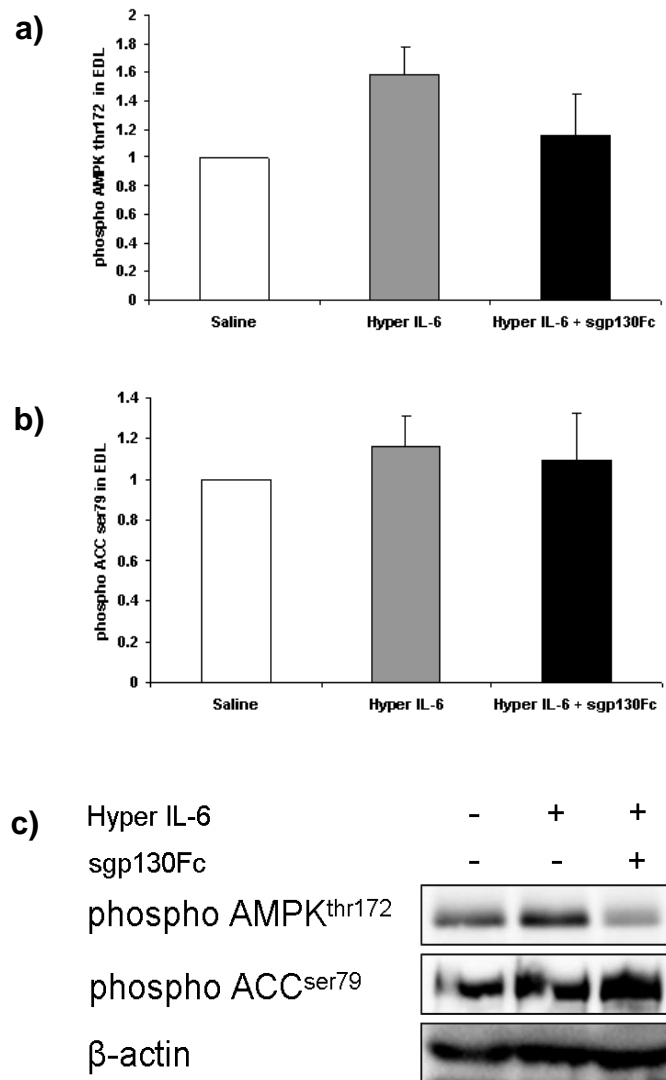 a)
phospho AMPK thr172 in EDL
2
1.8
1.6
1.4
1.2
1
0.8
0.6
0.4
0.2
0
Saline Hyper IL-6 Hyper IL-6 + sgp130Fc
b)
phospho ACC ser79 in EDL
1.4
1.2
1
0.8
0.6
0.4
0.2
0
Saline Hyper IL-6 Hyper IL-6 + sgp130Fc
c)
Hyper IL-6 - + +
sgp130Fc - - +
phospho AMPKthr172
phospho ACCser79
β-actin